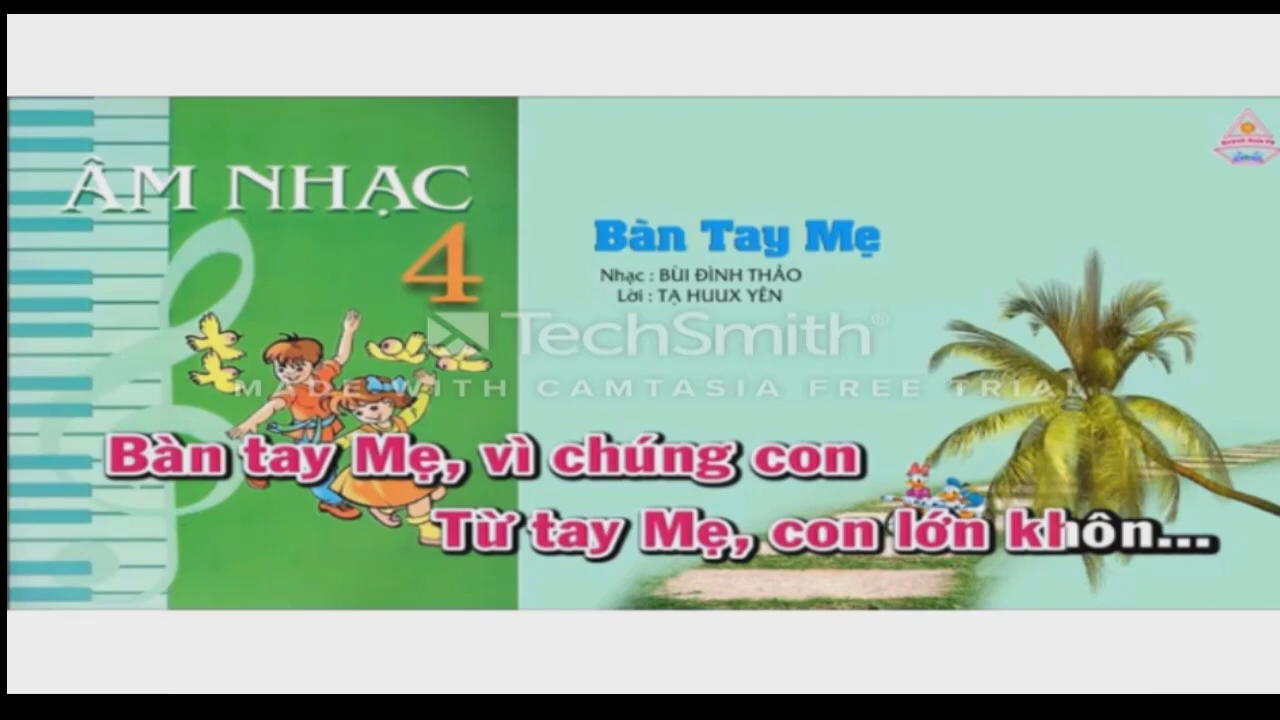 ÂM NHẠC
4
Bàn Tay Mẹ
Nhạc : BÙI ĐÌNH THẢO
Lời : TẠ HUUX YÊN
TechSmith®
MADE WITH CAMTASIA FREE TRIAL
Bàn tay Mẹ, vì chúng con
Từ tay Mẹ, con lớn khôn...